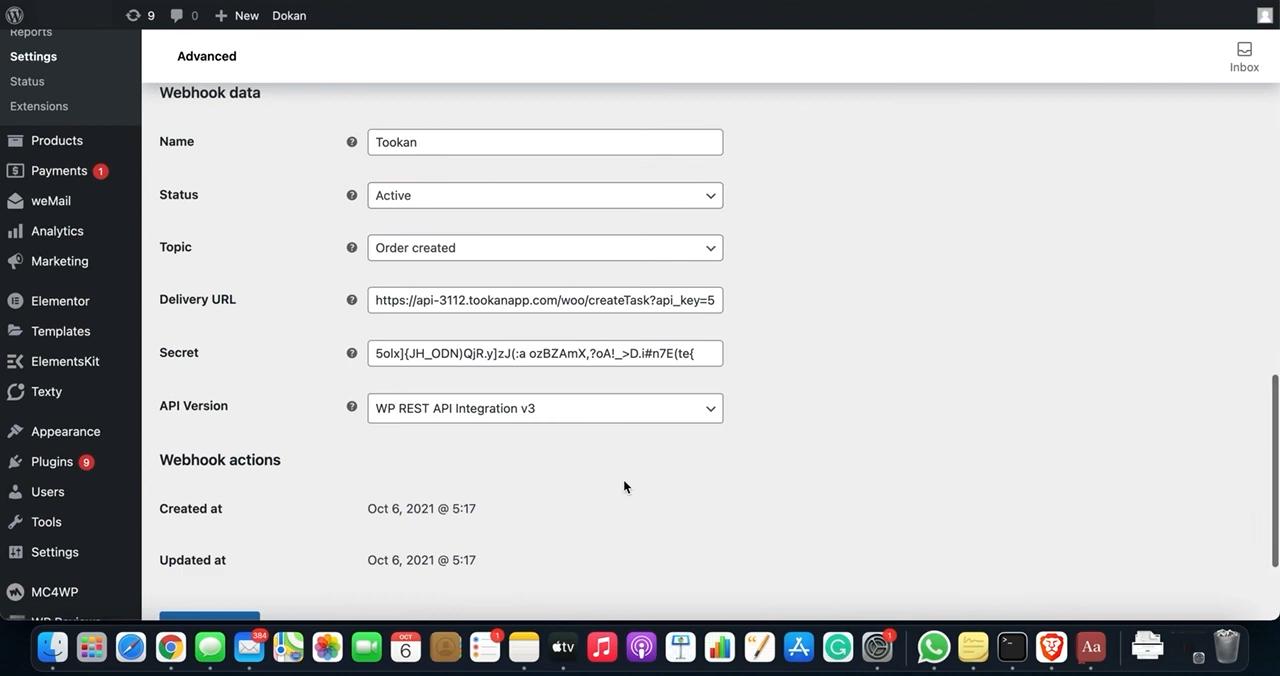 9
0
New
Dokan
Reports
Settings
Status
Extensions
Products
Payments 1
weMail
Analytics
Marketing
Elementor
Templates
ElementsKit
Texty
Appearance
Plugins 9
Users
Tools
Settings
MC4WP
Advanced
Inbox
Webhook data
Name
Tookan
Status
Active
Topic
Order created
Delivery URL
https://api-3112.tookanapp.com/woo/createTask?api_key=5
Secret
5olx]{JH_ODN)QjR.y]zJ(:a ozBZAmX,?oA!_>D.i#n7E(te{
API Version
WP REST API Integration v3
Webhook actions
Created at
Oct 6, 2021 @ 5:17
Updated at
Oct 6, 2021 @ 5:17
384
OCT
6
1
tv
1
Aa